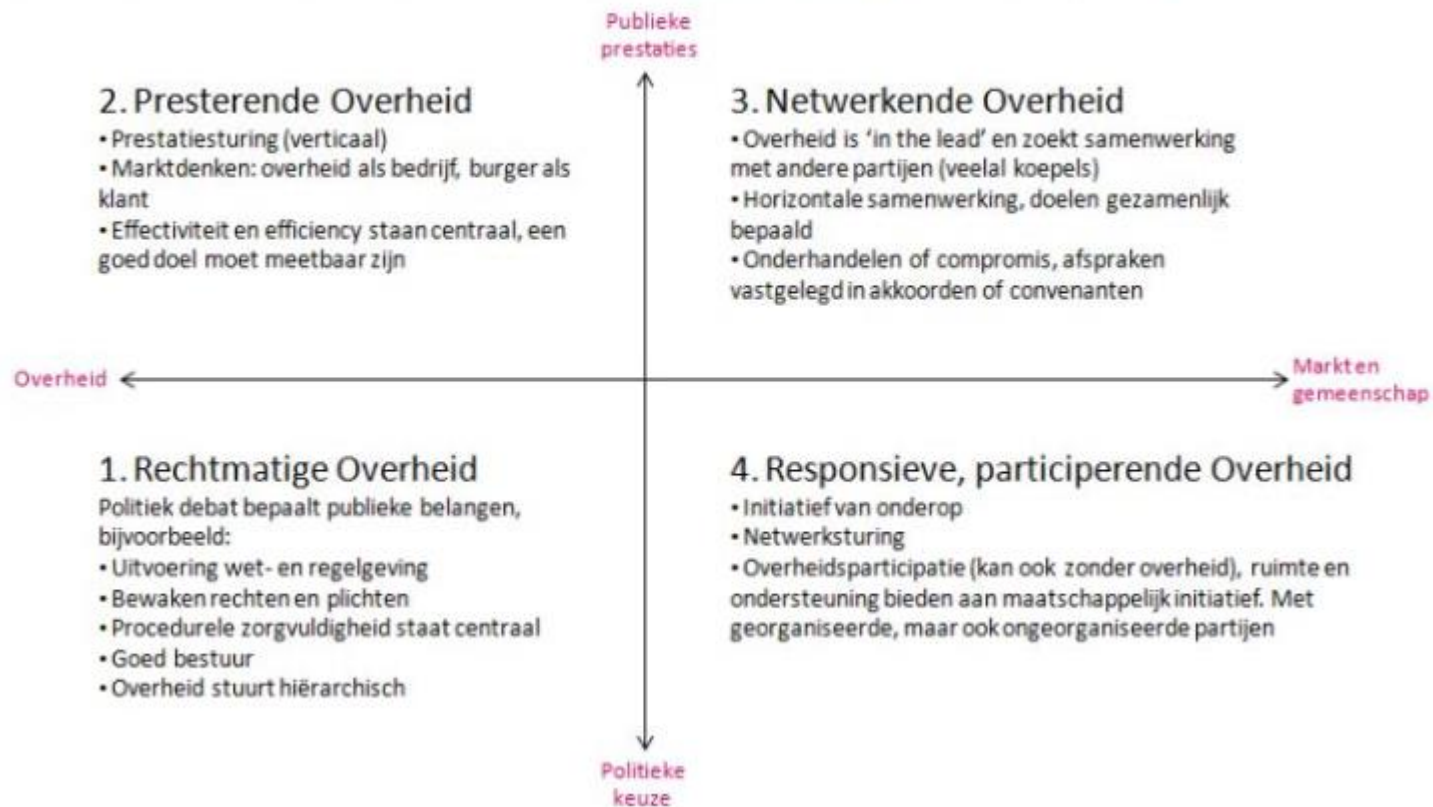 Publieke
prestaties
2. Presterende Overheid
• Prestatiesturing (verticaal)
• Marktdenken: overheid als bedrijf, burger als
klant
• Effectiviteit en efficiency staan centraal, een
goed doel moet meetbaar zijn
3. Netwerkende Overheid
• Overheid is ‘in the lead’ en zoekt samenwerking
met andere partijen (veelal koepels)
• Horizontale samenwerking, doelen gezamenlijk
bepaald
• Onderhandelen of compromis, afspraken
vastgelegd in akkoorden of convenanten
Overheid
Markt en
gemeenschap
1. Rechtmatige Overheid
Politiek debat bepaalt publieke belangen,
bijvoorbeeld:
• Uitvoering wet- en regelgeving
• Bewaken rechten en plichten
• Procedurele zorgvuldigheid staat centraal
• Goed bestuur
• Overheid stuurt hiërarchisch
4. Responsieve, participerende Overheid
• Initiatief van onderop
• Netwerksturing
• Overheidsparticipatie (kan ook zonder overheid), ruimte en
ondersteuning bieden aan maatschappelijk initiatief. Met
georganiseerde, maar ook ongeorganiseerde partijen
Politieke
keuze